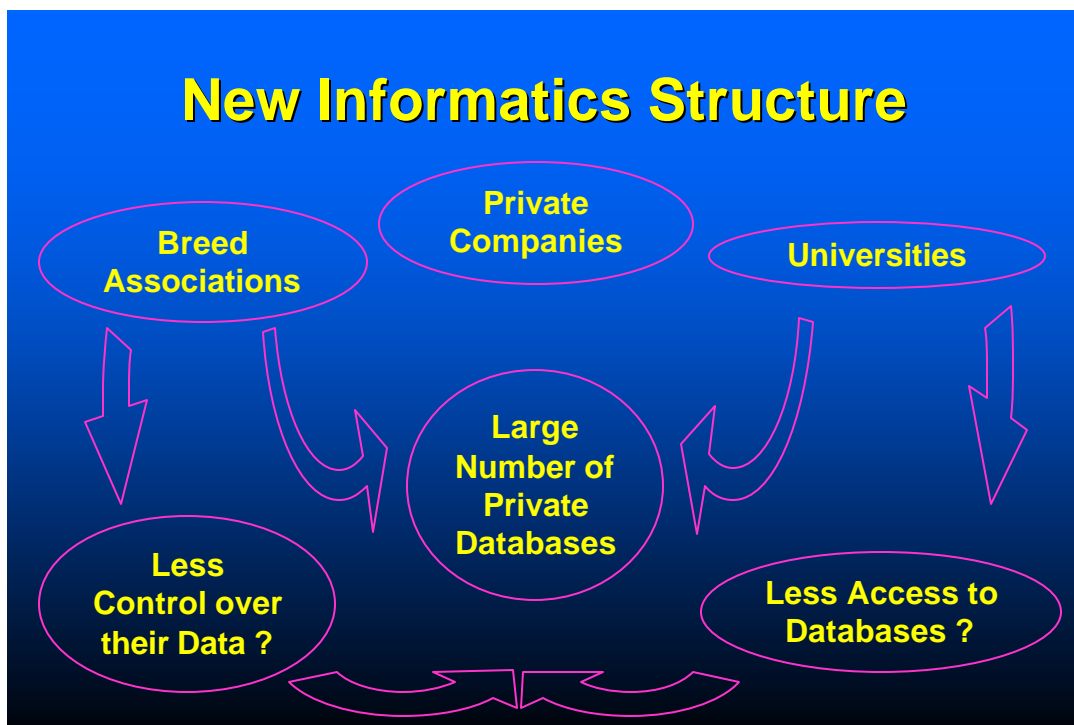 New Informatics Structure
Private
Companies
Breed
Associations
Universities
Large
Number of
Private
Databases
Less
Control over
their Data ?
Less Access to
Databases ?